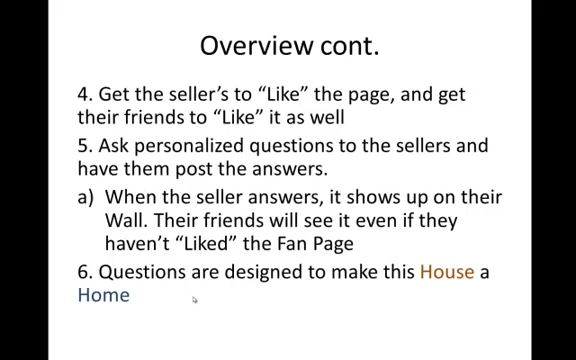 Overview cont.
4. Get the seller's to "Like" the page, and get
their friends to "Like" it as well
5. Ask personalized questions to the sellers and
have them post the answers.
a) When the seller answers, it shows up on their
Wall. Their friends will see it even if they
haven't "Liked" the Fan Page
6. Questions are designed to make this House a
Home